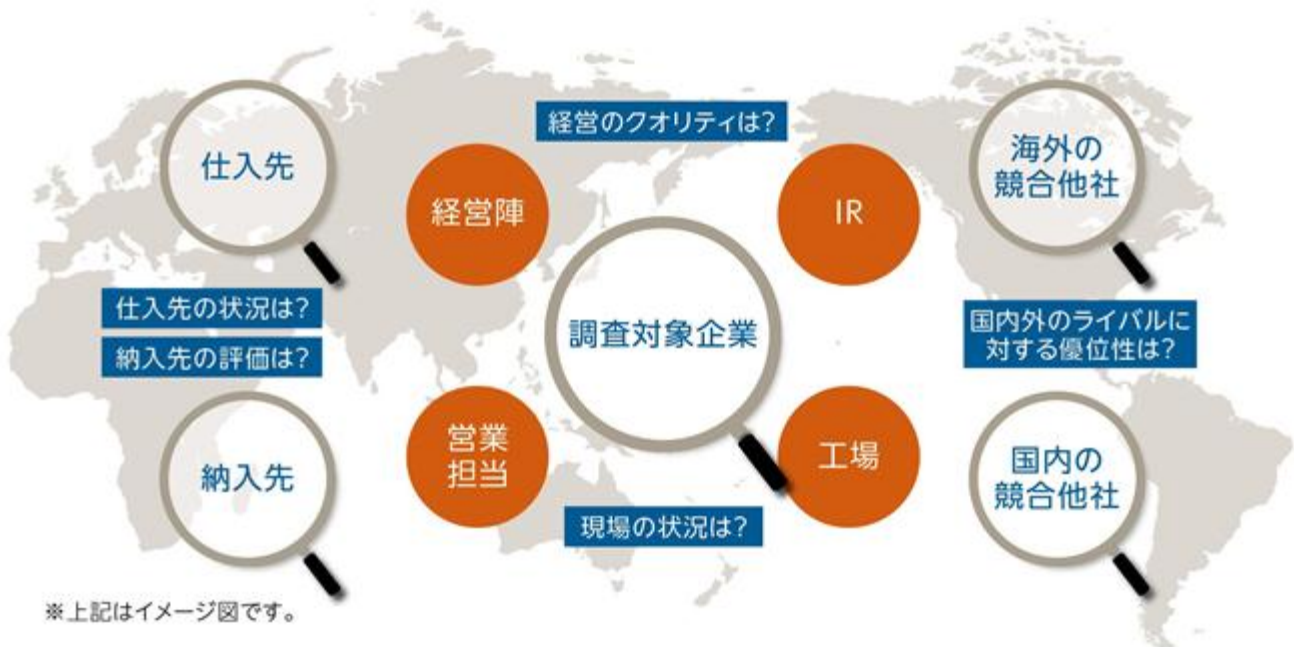 経営のクオリティは?
仕入先
経営陣
IR
海外の
競合他社
仕入先の状況は?
納入先の評価は?
調査対象企業
国内外のライバルに
対する優位性は?
納入先
営業
担当
工場
国内の
競合他社
現場の状況は?
※上記はイメージ図です。